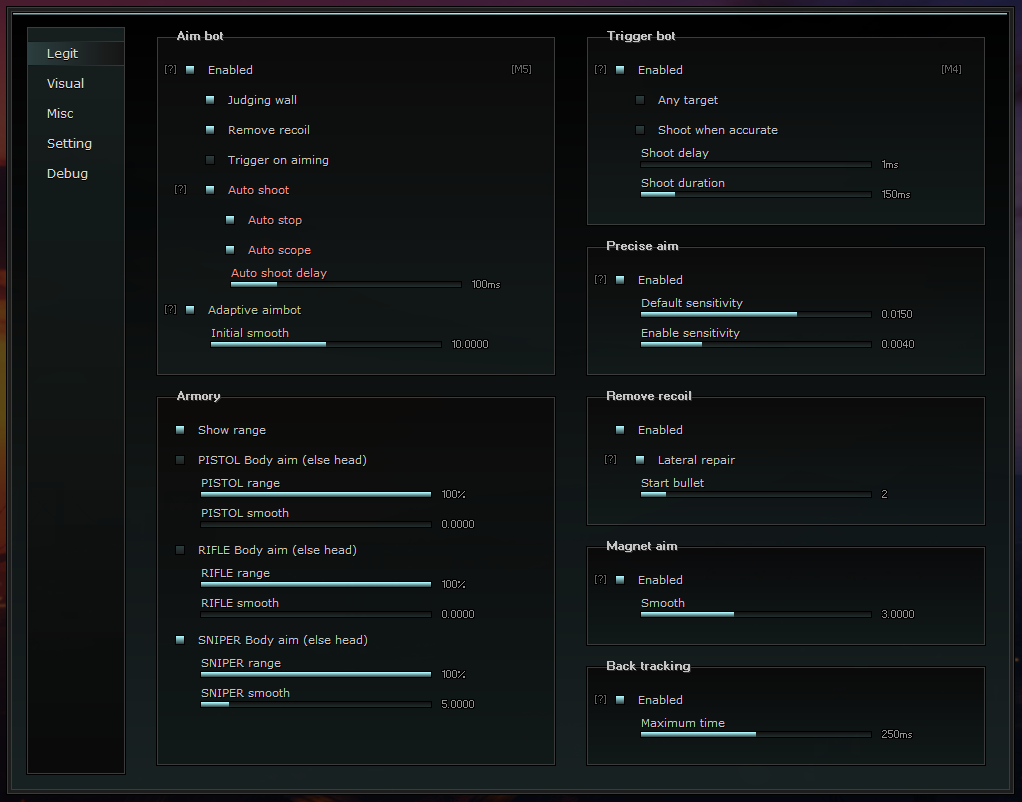 Legit
Visual
Misc
Setting
Debug
Aim bot
[?] Enabled [M5]
Judging wall
Remove recoil
Trigger on aiming
[?] Auto shoot
Auto stop
Auto scope
Auto shoot delay
100ms
[?] Adaptive aimbot
Initial smooth
10.0000
Armory
Show range
PISTOL Body aim (else head)
PISTOL range
100%
PISTOL smooth
0.0000
RIFLE Body aim (else head)
RIFLE range
100%
RIFLE smooth
0.0000
SNIPER Body aim (else head)
SNIPER range
100%
SNIPER smooth
5.0000
Trigger bot
[?] Enabled [M4]
Any target
Shoot when accurate
Shoot delay
1ms
Shoot duration
150ms
Precise aim
[?] Enabled
Default sensitivity
0.0150
Enable sensitivity
0.0040
Remove recoil
Enabled
[?] Lateral repair
Start bullet
2
Magnet aim
[?] Enabled
Smooth
3.0000
Back tracking
[?] Enabled
Maximum time
250ms